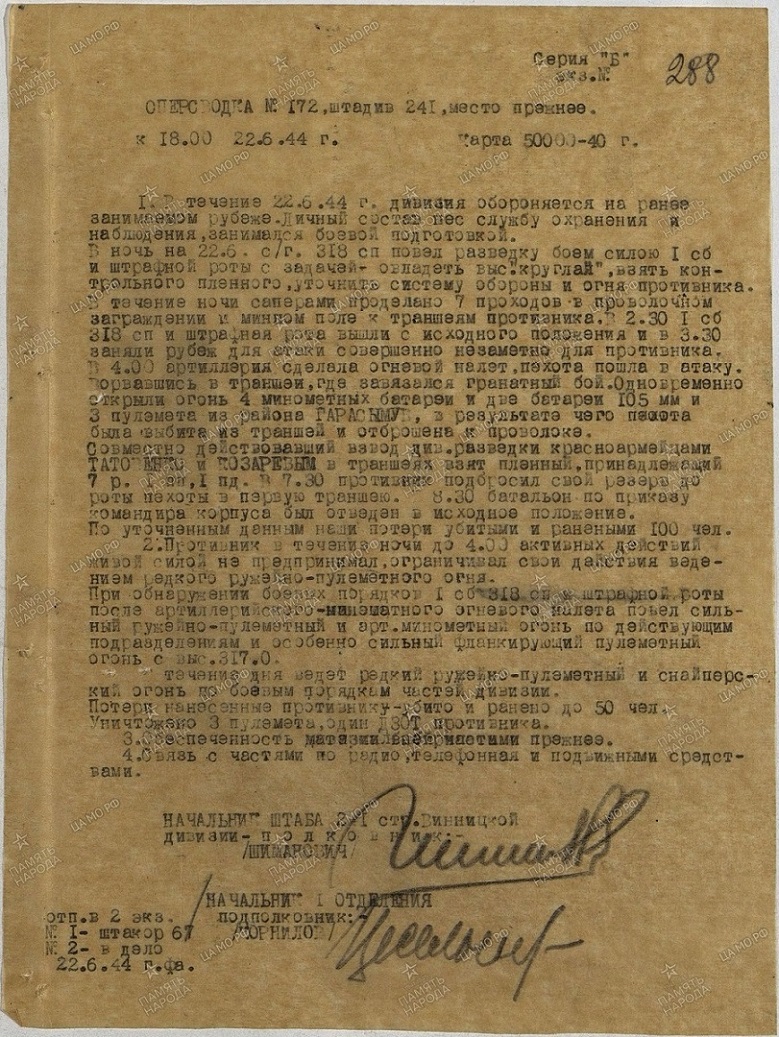 Серия "Б"
экз.№
288
ОПЕРСВОДКА № 172,штадив 241,место прежнее.
к 18.00 22.6.44 г. Карта 50000-40 г.
I. В течение 22.6.44 г. дивизия обороняется на ранее
занимаемом рубеже.Личный состав нес службу охранения и
наблюдения,занимался боевой подготовкой.
В ночь на 22.6. с/г. 318 сп повел разведку боем силою I сб
и штрафной роты с задачей- овладеть выс."круглай",взять кон-
трольного пленного,уточнить систему обороны и огня противника.
В течение ночи саперами проделано 7 проходов в проволочном
заграждении и минном поле к траншеям противника.В 2.30 I сб
318 сп и штрафная рота вышли с исходного положения и в 3.30
заняли рубеж для атаки совершенно незаметно для противника.
В 4.00 артиллерия сделала огневой налет,пехота пошла в атаку.
Ворвавшись в траншеи,где завязался гранатный бой.Одновременно
открыли огонь 4 минометных батареи и две батареи 105 мм и
3 пулемета из района ГАРАСЫМУВ, в результате чего пехота
была выбита из траншей и отброшена к проволоке.
Совместно действовавший взвод див.разведки красноармейцами
и КОЗАРЕВЫМ в траншеях взят пленный,принадлежащий
7 р. I пд. В 7.30 противник подбросил свой резерв до
роты пехоты в первую траншею. 8.30 батальон по приказу
командира корпуса был отведен в исходное положение.
По уточненным данным наши потери убитыми и ранеными 100 чел.
2.Противник в течение ночи до 4.00 активных действий
живой силой не предпринимал,ограничивал свои действия веде-
нием редкого ружейно-пулеметного огня.
При обнаружении боевых порядков I сб 318 сп и штрафной роты
после артиллерийского-минометного огневого налета повел силь-
ный ружейно-пулеметный и арт.минометный огонь по действующим
подразделениям и особенно сильный фланкирующий пулеметный
огонь с выс.317.0.
течение дня ведет редкий ружейно-пулеметный и снайперс-
кий огонь по боевым порядкам частей дивизии.
Потери нанесенные противнику-убито и ранено до 50 чел.
Уничтожено 3 пулемета,один ДЗОТ противника.
3.Обеспеченность прежнее.
4.Связь с частями по радио,телефонная и подвижными средст-
вами.
НАЧАЛЬНИК ШТАБА 241 стр.Винницкой
дивизии- п о л к о в н и к:-
/ШИМАНОВИЧ/
НАЧАЛЬНИК I ОТДЕЛЕНИЯ
подполковник:-
/КОРНИЛОВ/
отп.в 2 экз.
№ I- штакор 67
№ 2- в дело
22.6.44 г.фа.
ПАМЯТЬ НАРОДА
ЦАМО.РФ